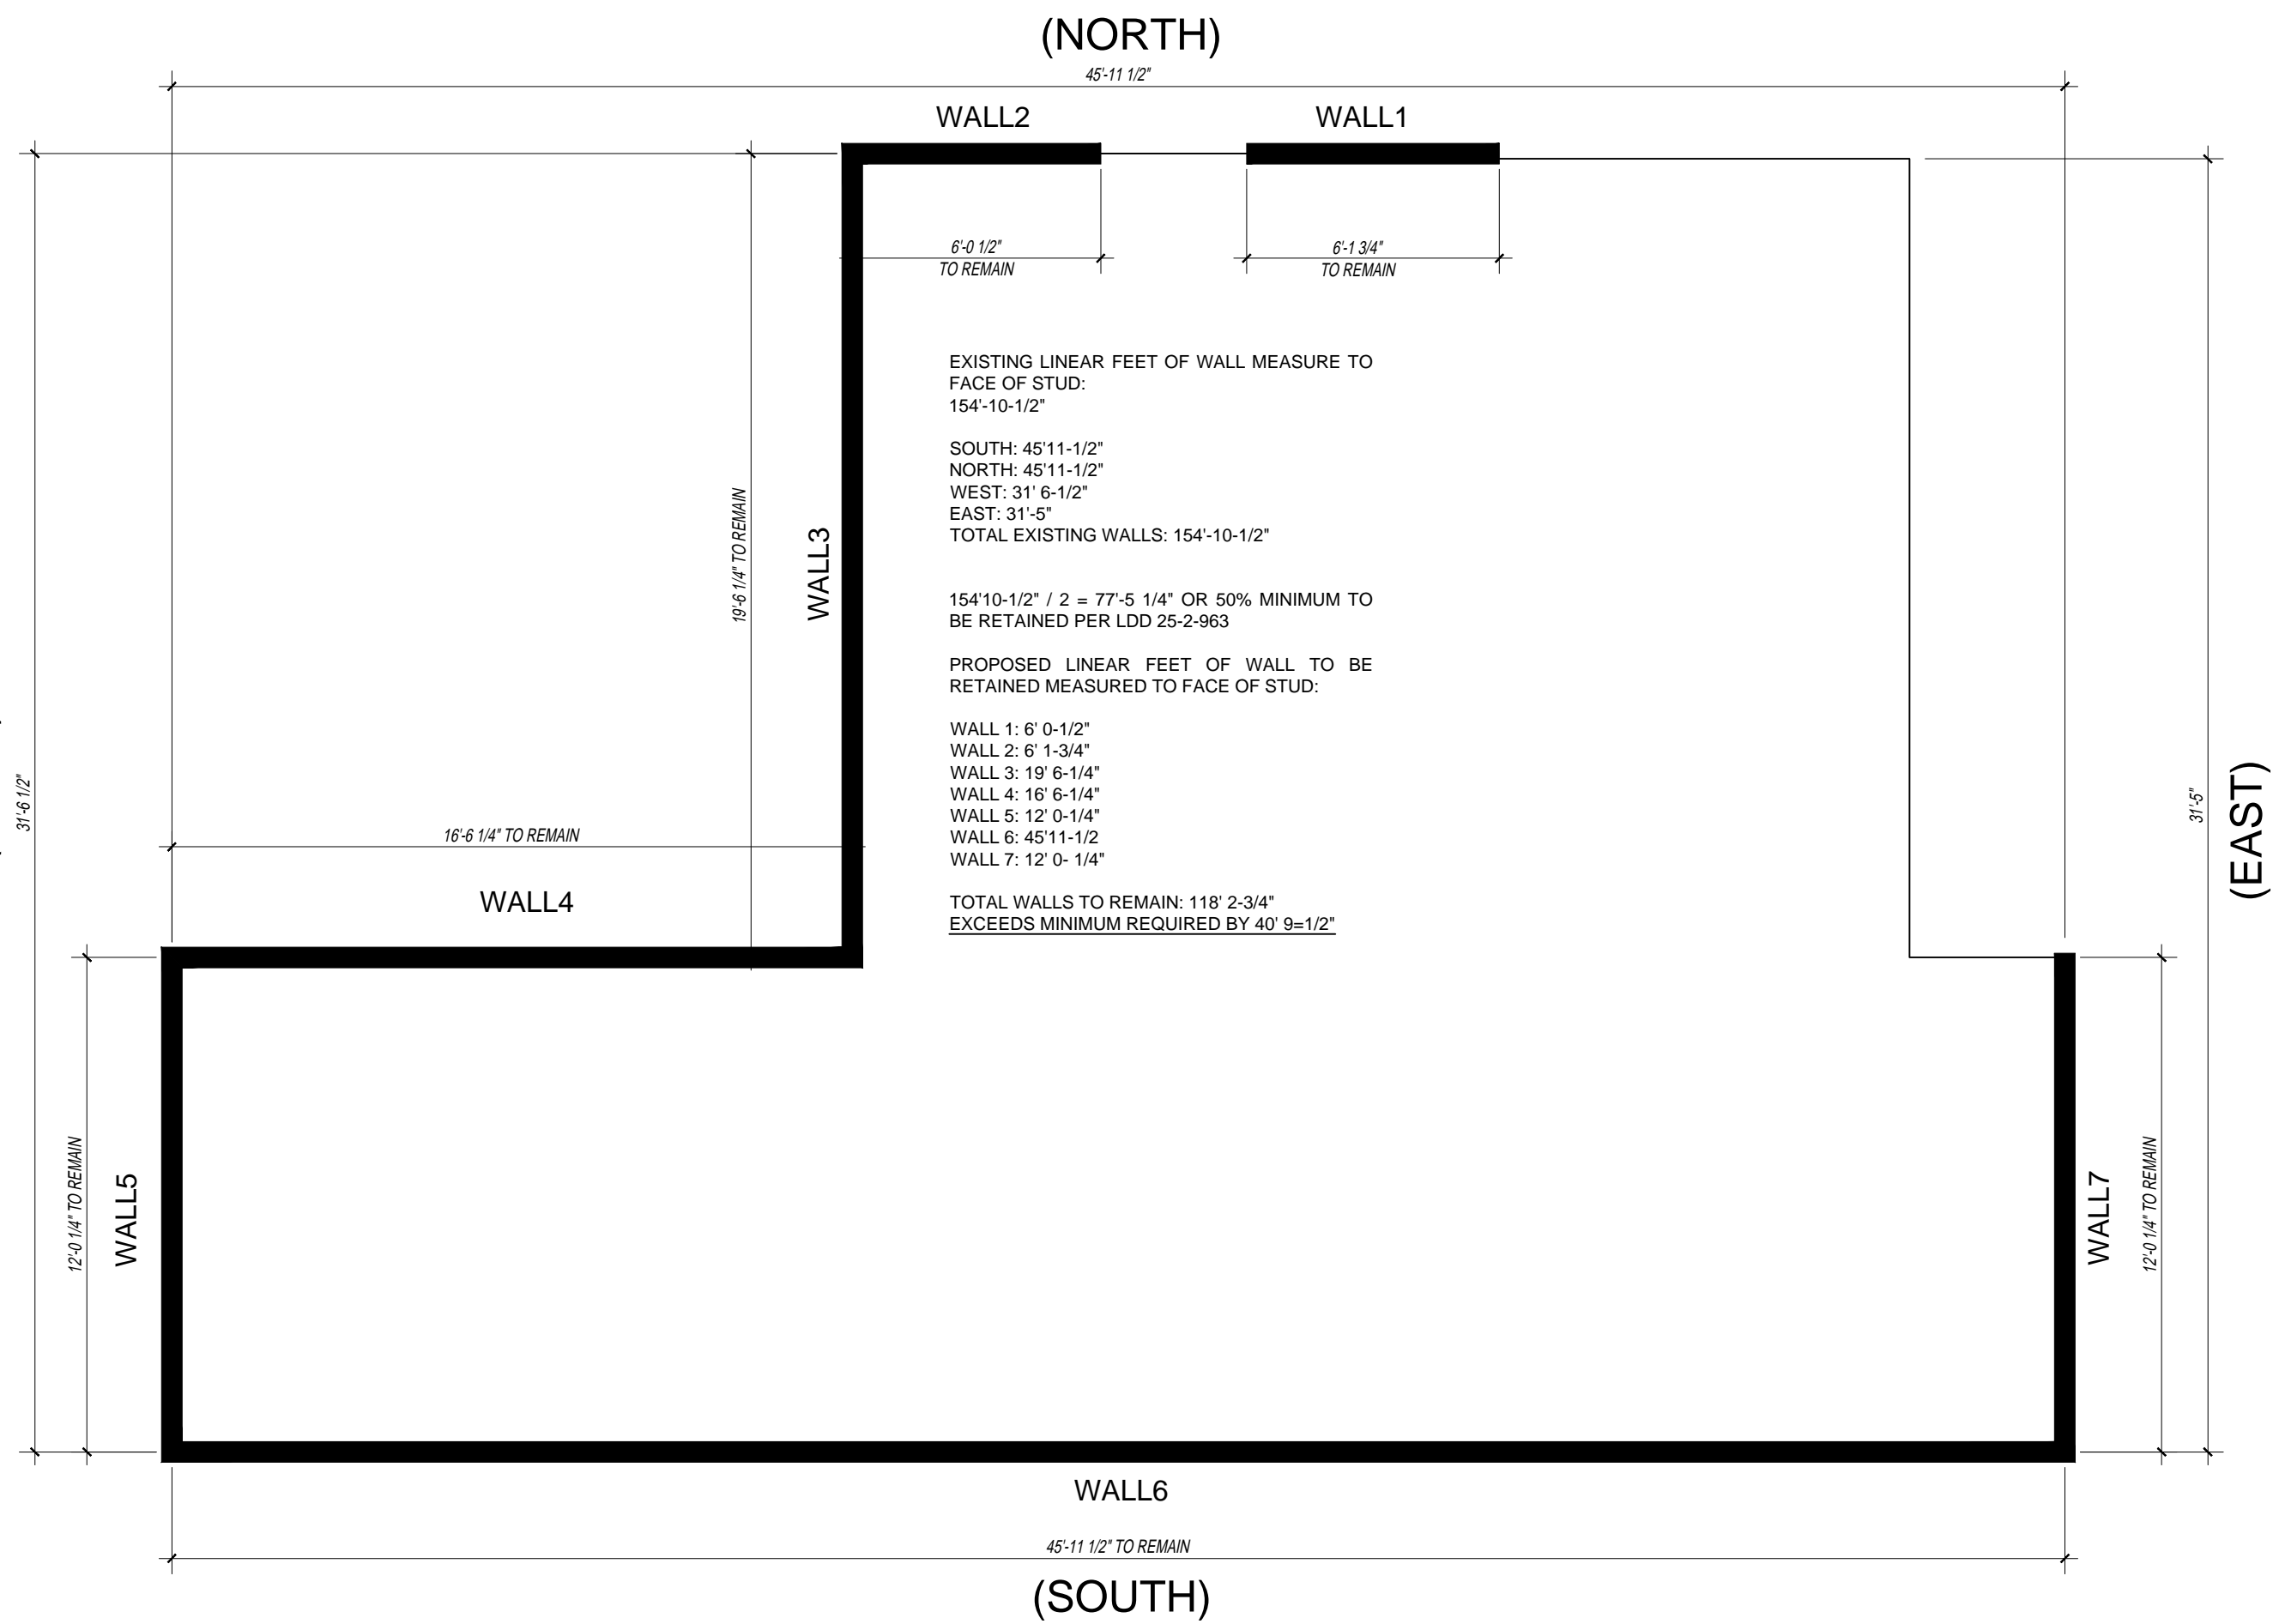 (NORTH)
45'-11 1/2"
WALL2
WALL1
6'-0 1/2"
TO REMAIN
6'-1 3/4"
TO REMAIN
EXISTING LINEAR FEET OF WALL MEASURE TO
FACE OF STUD:
154'-10-1/2"
SOUTH: 45'11-1/2"
NORTH: 45'11-1/2"
WEST: 31' 6-1/2"
EAST: 31'-5"
TOTAL EXISTING WALLS: 154'-10-1/2"
154'10-1/2" / 2 = 77'-5 1/4" OR 50% MINIMUM TO
BE RETAINED PER LDD 25-2-963
PROPOSED LINEAR FEET OF WALL TO BE
RETAINED MEASURED TO FACE OF STUD:
WALL 1: 6' 0-1/2"
WALL 2: 6' 1-3/4"
WALL 3: 19' 6-1/4"
WALL 4: 16' 6-1/4"
WALL 5: 12' 0-1/4"
WALL 6: 45'11-1/2
WALL 7: 12' 0- 1/4"
TOTAL WALLS TO REMAIN: 118' 2-3/4"
EXCEEDS MINIMUM REQUIRED BY 40' 9=1/2"
19'-6 1/4" TO REMAIN
WALL3
31'-6 1/2"
16'-6 1/4" TO REMAIN
WALL4
31'-5"
(EAST)
12'-0 1/4" TO REMAIN
WALL5
WALL7
12'-0 1/4" TO REMAIN
WALL6
45'-11 1/2" TO REMAIN
(SOUTH)